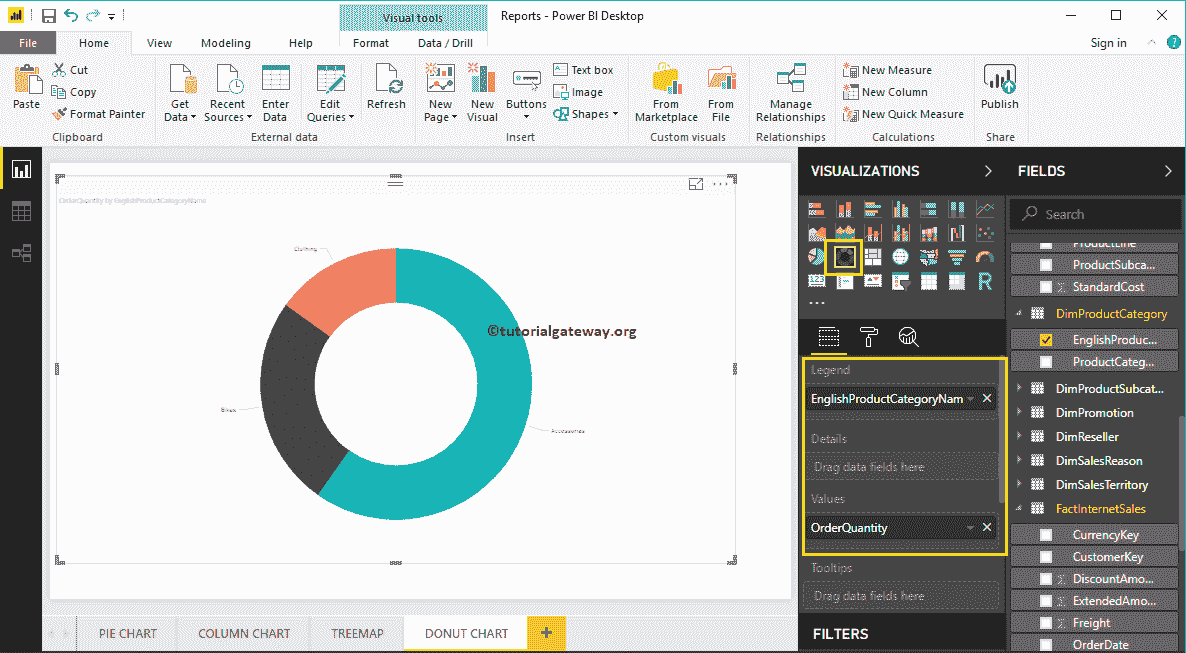 Visual tools
Reports - Power BI Desktop
File
Home
View
Modeling
Help
Format
Data / Drill
Sign in
?
Paste
Cut
Copy
Format Painter
Clipboard
Get
Data
Recent
Sources
Enter
Data
Edit
Queries
External data
Refresh
New
Page
New
Visual
Buttons
Text box
Image
Shapes
Insert
From
Marketplace
From
File
Custom visuals
Manage
Relationships
Relationships
New Measure
New Column
New Quick Measure
Calculations
Publish
Share
OrderQuantity by EnglishProductCategoryName
Clothing
Bikes
Accessories
©tutorialgateway.org
VISUALIZATIONS
123
R
Legend
EnglishProductCategoryNam
Details
Drag data fields here
Values
OrderQuantity
Tooltips
Drag data fields here
FILTERS
FIELDS
Search
ProductLine
ProductSubca...
Σ StandardCost
DimProductCategory
EnglishProduc...
ProductCateg...
DimProductSubcat...
DimPromotion
DimReseller
DimSalesReason
DimSalesTerritory
FactInternetSales
CurrencyKey
CustomerKey
Σ DiscountAmo...
Σ ExtendedAmo...
Σ Freight
OrderDate
PIE CHART
COLUMN CHART
TREEMAP
DONUT CHART
+